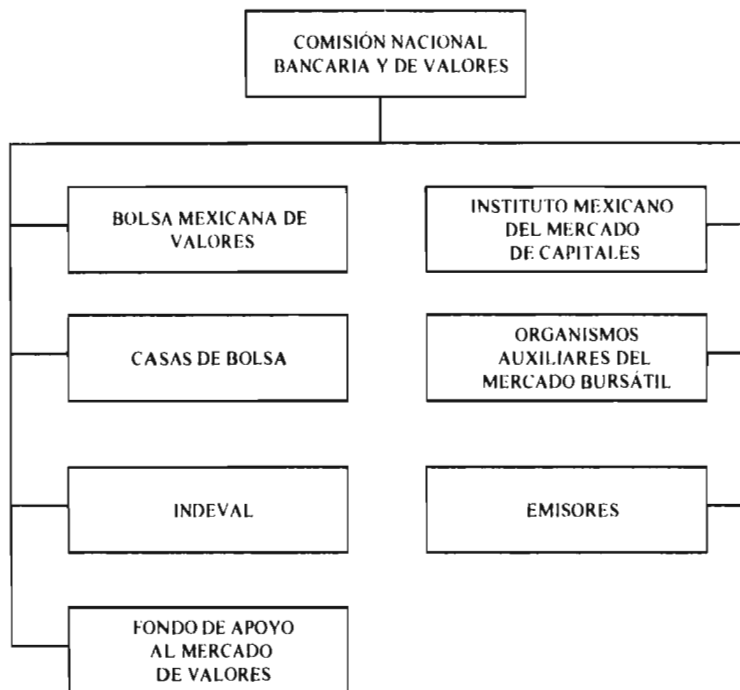 COMISIÓN NACIONAL
BANCARIA Y DE VALORES
BOLSA MEXICANA DE
VALORES
INSTITUTO MEXICANO
DEL MERCADO
DE CAPITALES
CASAS DE BOLSA
ORGANISMOS
AUXILIARES DEL
MERCADO BURSÁTIL
INDEVAL
EMISORES
FONDO DE APOYO
AL MERCADO
DE VALORES